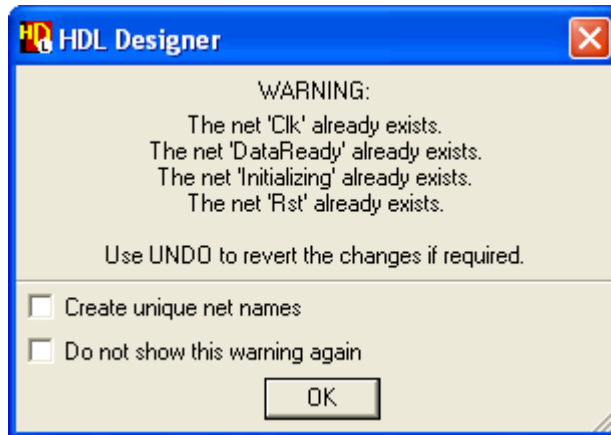 HDL Designer
WARNING:
The net 'Clk' already exists.
The net 'DataReady' already exists.
The net 'Initializing' already exists.
The net 'Rst' already exists.
Use UNDO to revert the changes if required.
Create unique net names
Do not show this warning again
OK